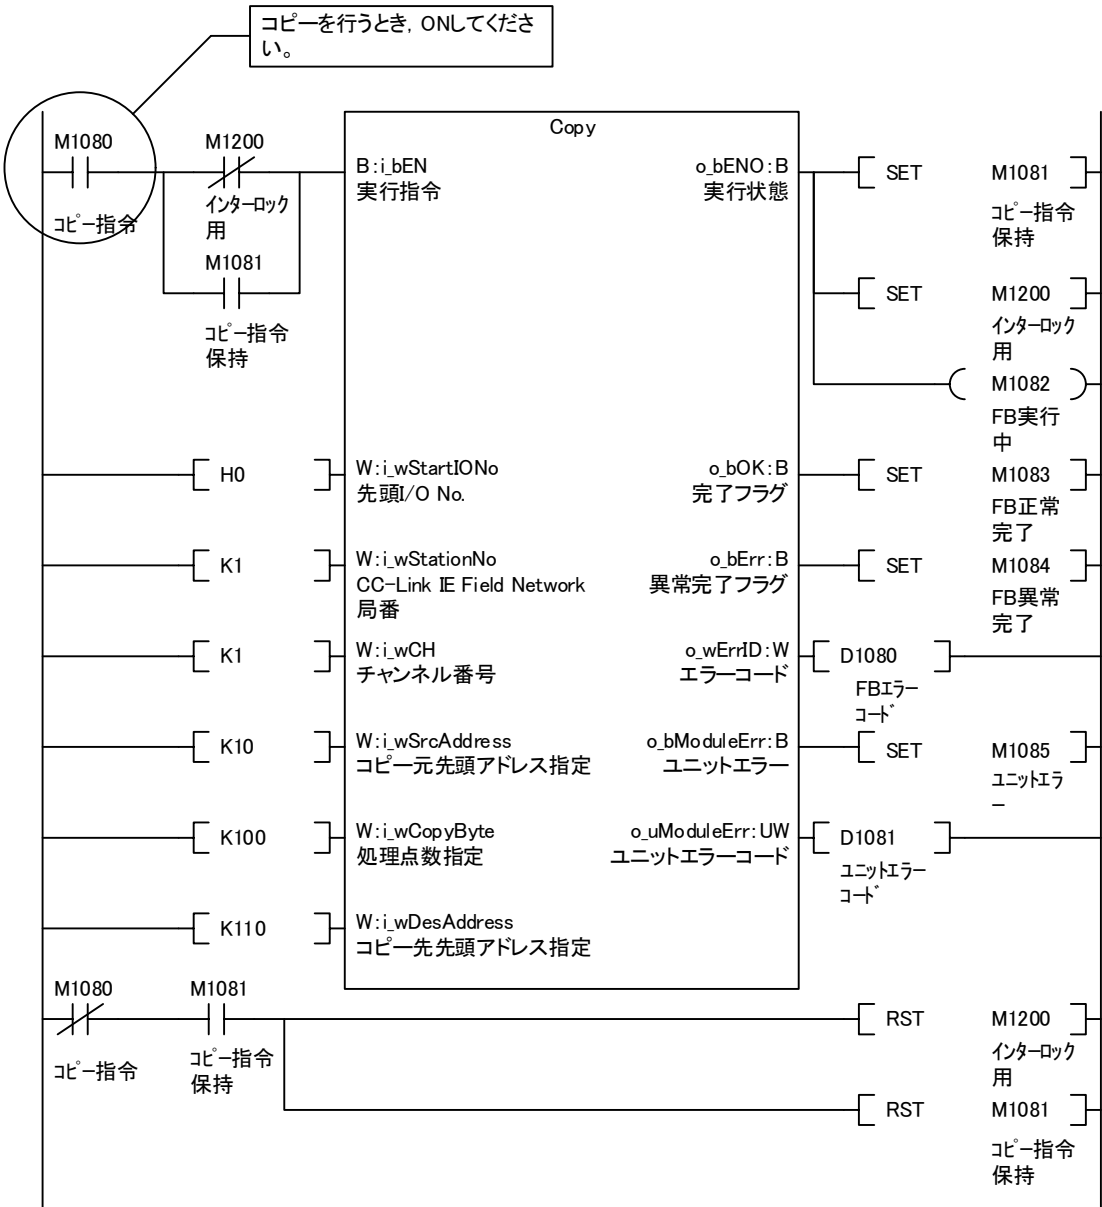 コピーを行うとき, ONしてくださ
い。
M1080
コピー指令
M1200
インターロック
用
M1081
コピー指令
保持
Copy
B:i_bEN
実行指令
o_bENO:B
実行状態
SET M1081
コピー指令
保持
SET M1200
インターロック
用
M1082
FB実行
中
H0
W:i_wStartIONo
先頭I/O No.
o_bOK:B
完了フラグ
SET M1083
FB正常
完了
K1
W:i_wStationNo
CC-Link IE Field Network
局番
o_bErr:B
異常完了フラグ
SET M1084
FB異常
完了
K1
W:i_wCH
チャンネル番号
o_wErrID:W
エラーコード
D1080
FBエラー
コード
K10
W:i_wSrcAddress
コピー元先頭アドレス指定
o_bModuleErr:B
ユニットエラー
SET M1085
ユニットエラ
ー
K100
W:i_wCopyByte
処理点数指定
o_uModuleErr:UW
ユニットエラーコード
D1081
ユニットエラー
コード
K110
W:i_wDesAddress
コピー先先頭アドレス指定
M1080
コピー指令
M1081
コピー指令
保持
RST M1200
インターロック
用
RST M1081
コピー指令
保持